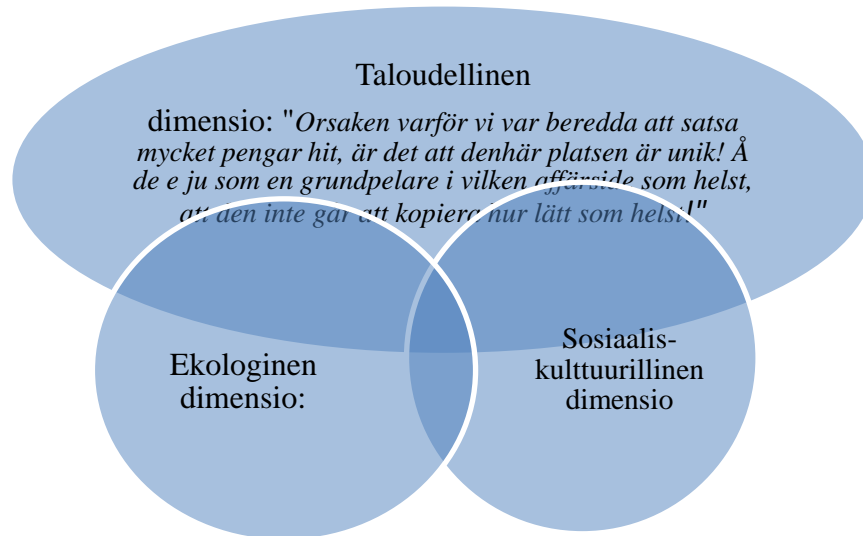 Taloudellinen
dimensio: "Orsaken varför vi var beredda att satsa
mycket pengar hit, är det att denhär platsen är unik! Å
de e ju som en grundpelare i vilken affärside som helst,
att den inte går att kopiera hur lätt som helst!"
Ekologinen
dimensio:
Sosiaalis-
kulttuurillinen
dimensio